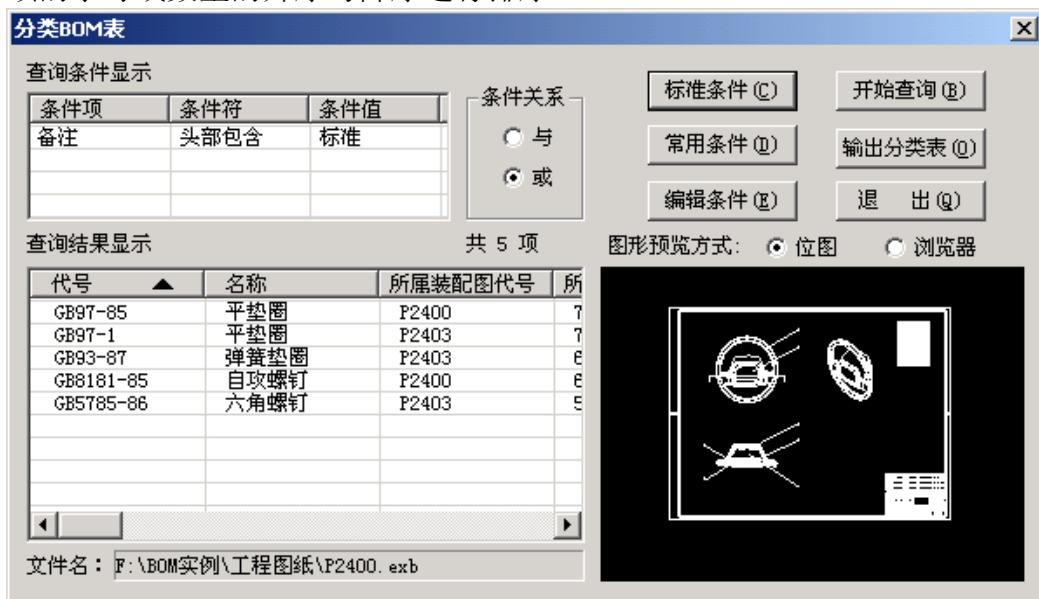 分类BOM表
查询条件显示
条件项 条件符 条件值
备注 头部包含 标准
条件关系
与
或
标准条件(C) 开始查询(B)
常用条件(D) 输出分类表(O)
编辑条件(E) 退 出(Q)
查询结果显示 共 5 项 图形预览方式: 位图 浏览器
代号 名称 所属装配图代号
GB97-85 平垫圈 P2400
GB97-1 平垫圈 P2403
GB93-87 弹簧垫圈 P2403
GB8181-85 自攻螺钉 P2400
GB5785-86 六角螺钉 P2403
文件名: F:\BOM实例\工程图纸\P2400.exb